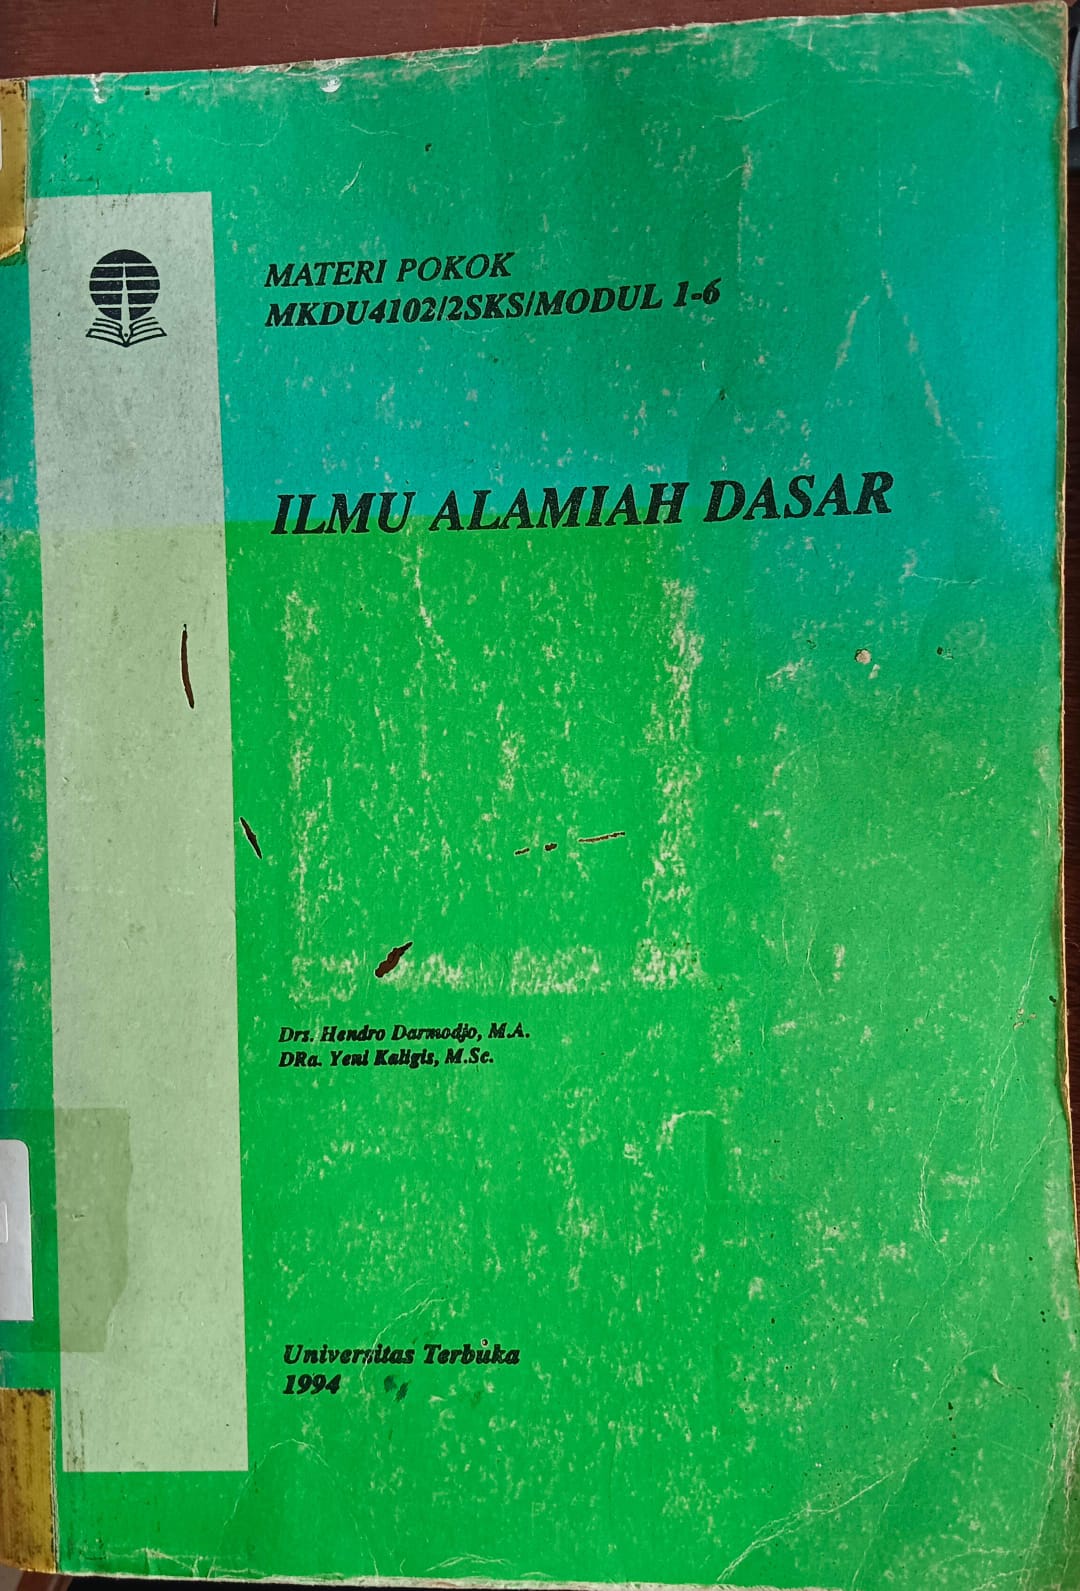 MATERI POKOK
MKDU4102/2SKS/MODUL 1-6
ILMU ALAMIAH DASAR
Drs. Hendro Darmodjo, M.A.
DRa. Yeni Kaligis, M.Sc.
Universitas Terbuka
1994